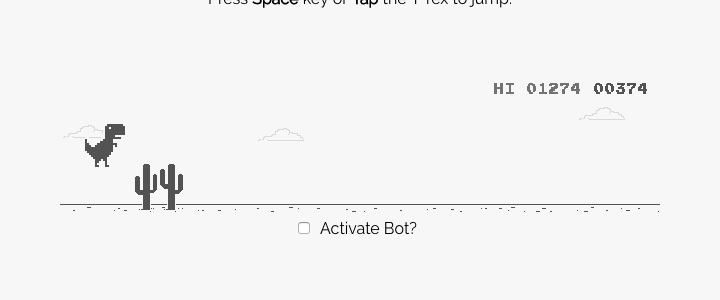 Press Space key or Tap the T-rex to jump.
HI 01274 00374
Activate Bot?